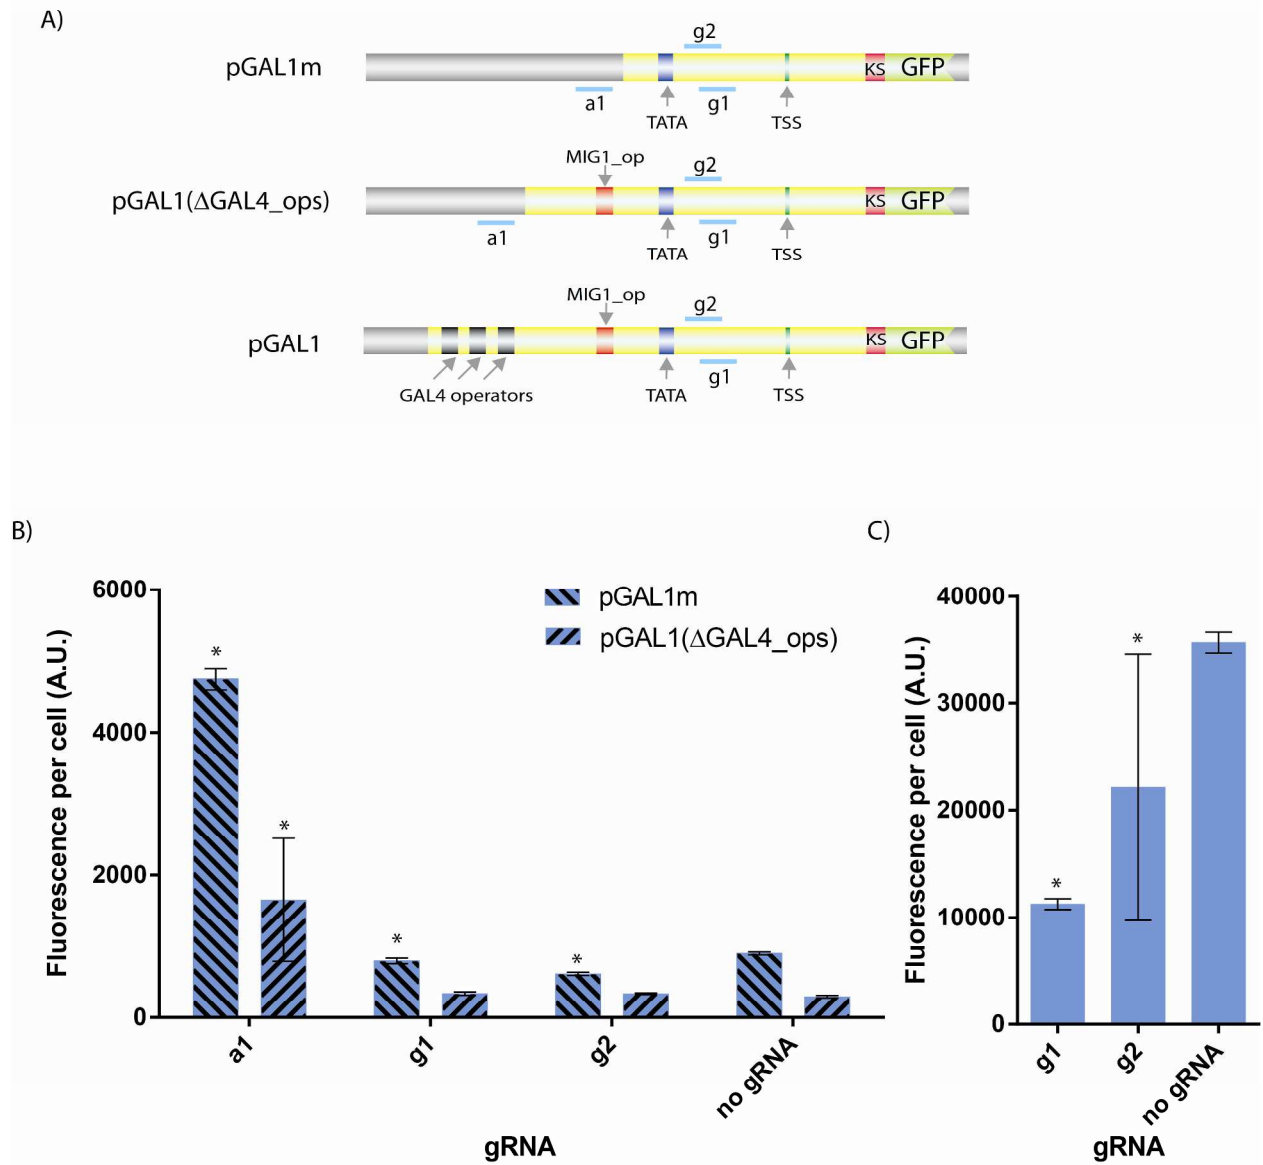 A)
g2
pGAL1m
KS GFP
a1
g1
TATA
TSS
MIG1_op
g2
pGAL1(ΔGAL4_ops)
KS GFP
a1
g1
TATA
TSS
MIG1_op
g2
pGAL1
KS GFP
g1
GAL4 operators
TATA
TSS
B)
6000
4000
2000
0
Fluorescence per cell (A.U.)
pGAL1m
pGAL1(ΔGAL4_ops)
*
*
*
*
a1
g1
g2
no gRNA
gRNA
C)
40000
30000
20000
10000
0
Fluorescence per cell (A.U.)
*
*
g1
g2
no gRNA
gRNA